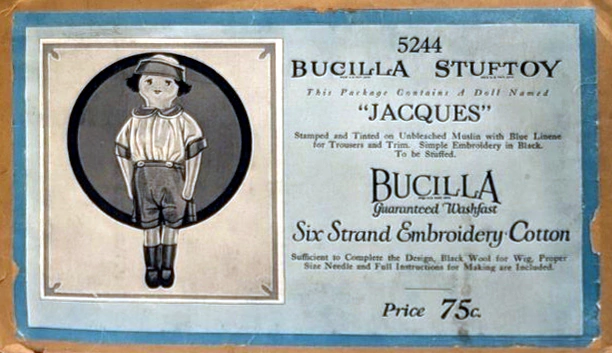 5244
BUCILLA STUFTOY
This Package Contains A Doll Named
"JACQUES"
Stamped and Tinted on Unbleached Muslin with Blue Linene
for Trousers and Trim. Simple Embroidery in Black.
To be Stuffed.
BUCILLA
Guaranteed Washfast
Six Strand Embroidery Cotton
Sufficient to Complete the Design, Black Wool for Wig, Proper
Size Needle and Full Instructions for Making are Included.
Price 75c.